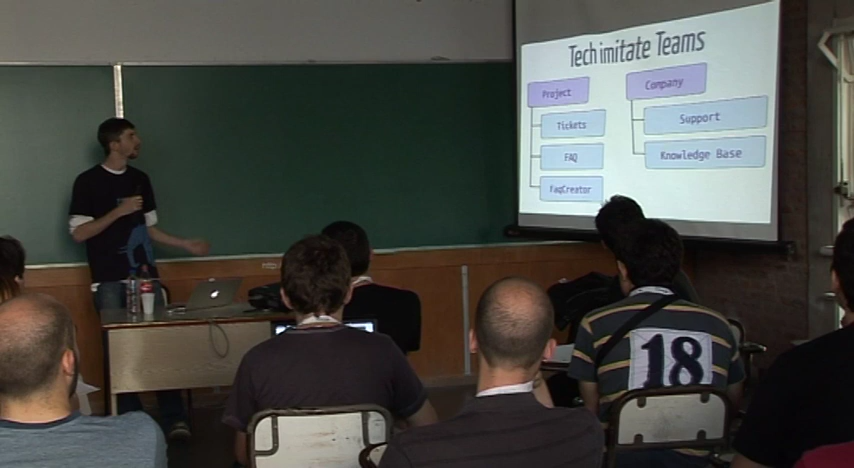 Tech imitate Teams
Project
Company
Tickets
Support
FAQ
Knowledge Base
FaqCreator
18